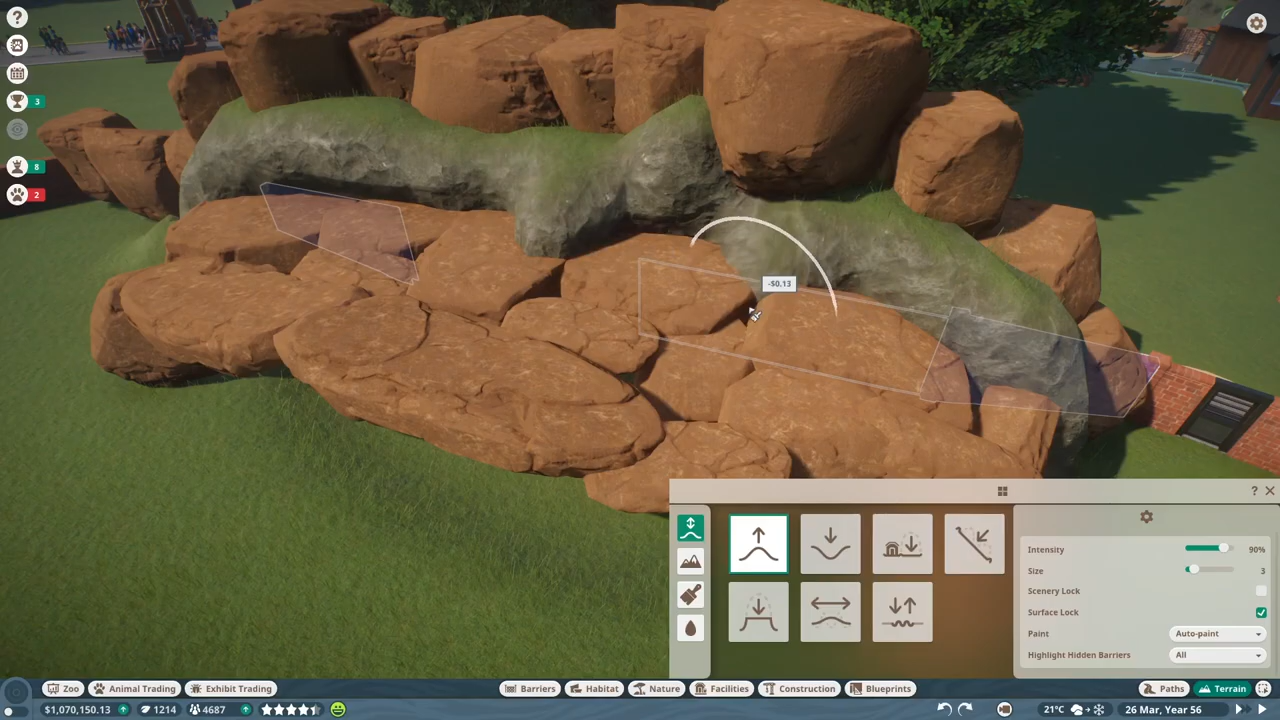 3
8
2
-$0.13
Intensity 90%
Size 3
Scenery Lock
Surface Lock
Paint Auto-paint
Highlight Hidden Barriers All
Zoo Animal Trading Exhibit Trading Barriers Habitat Nature Facilities Construction Blueprints Paths Terrain
$1,070,150.13 1214 4687 21°C 26 Mar, Year 56